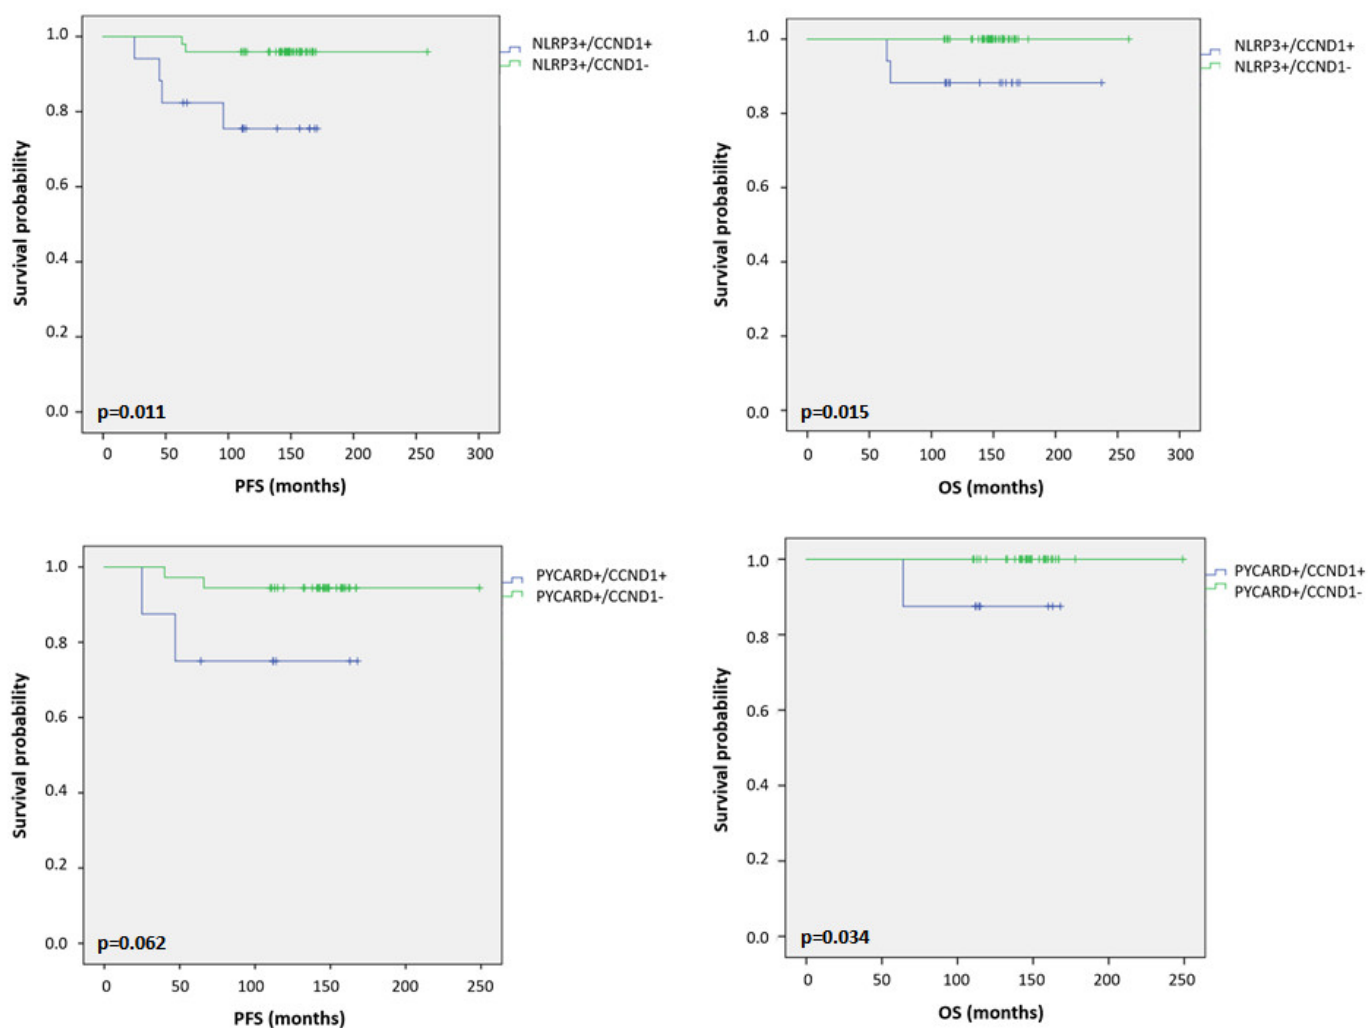 1.0
0.8
0.6
0.4
0.2
0.0
Survival probability
p=0.011
0 50 100 150 200 250 300
PFS (months)
NLRP3+/CCND1+
NLRP3+/CCND1-
1.0
0.8
0.6
0.4
0.2
0.0
Survival probability
p=0.015
0 50 100 150 200 250 300
OS (months)
NLRP3+/CCND1+
NLRP3+/CCND1-
1.0
0.8
0.6
0.4
0.2
0.0
Survival probability
p=0.062
0 50 100 150 200 250
PFS (months)
PYCARD+/CCND1+
PYCARD+/CCND1-
1.0
0.8
0.6
0.4
0.2
0.0
Survival probability
p=0.034
0 50 100 150 200 250
OS (months)
PYCARD+/CCND1+
PYCARD+/CCND1-